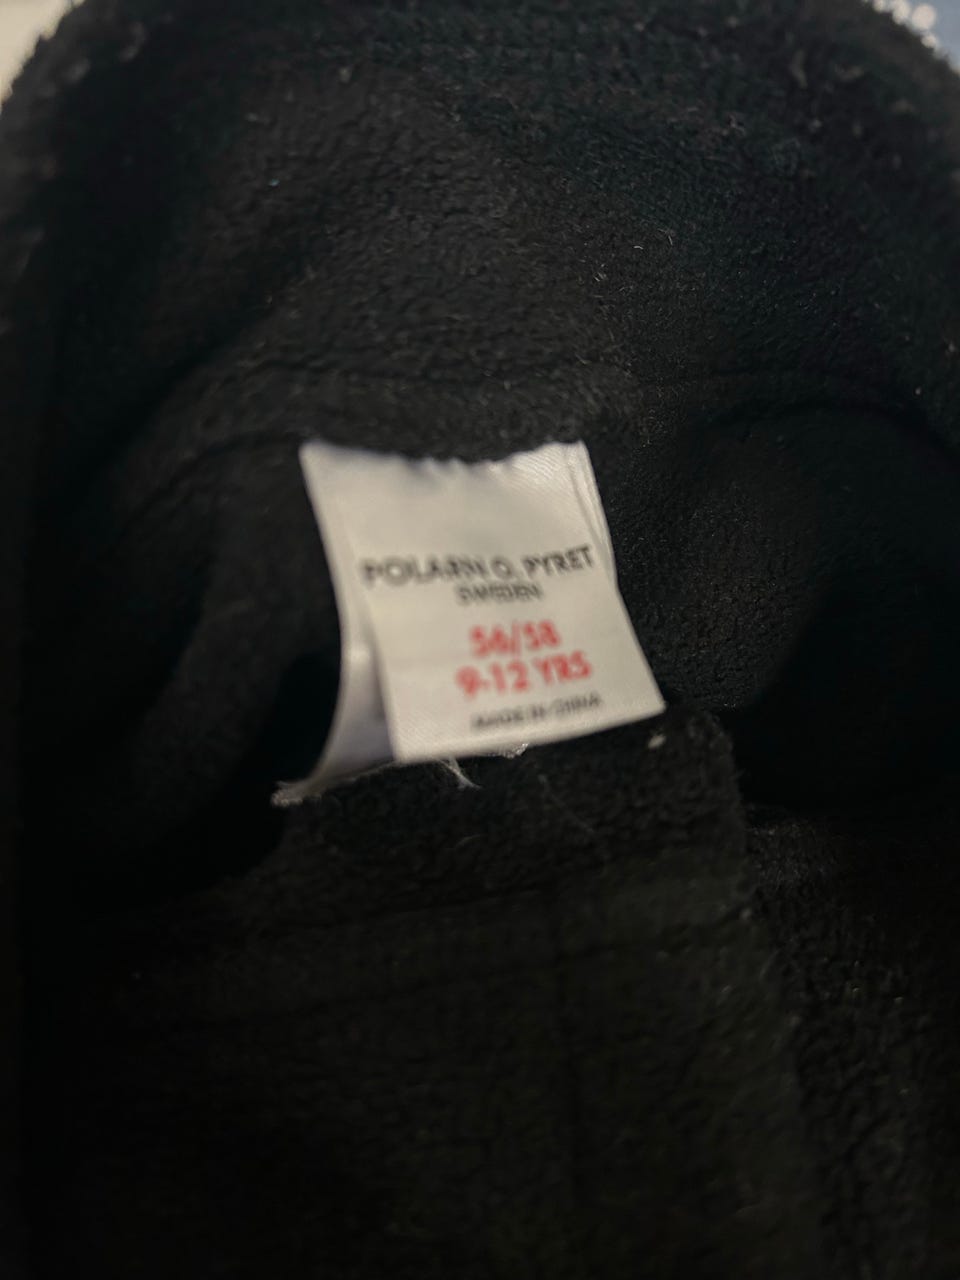 POLARN O. PYRET
SWEDEN
56/58
9-12 YRS
MADE IN CHINA